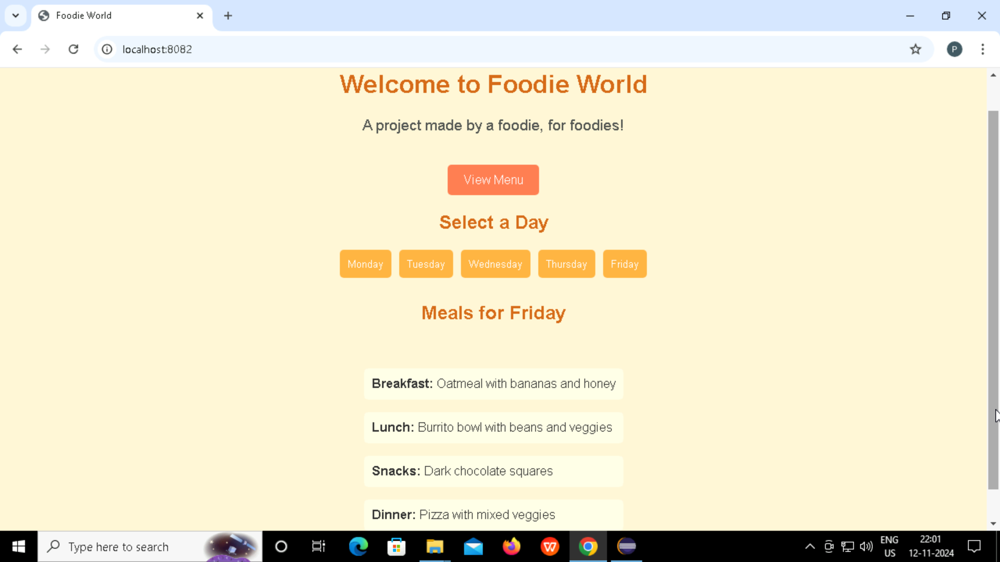 Foodie World
localhost:8082
P
Welcome to Foodie World
A project made by a foodie, for foodies!
View Menu
Select a Day
Monday Tuesday Wednesday Thursday Friday
Meals for Friday
Breakfast: Oatmeal with bananas and honey
Lunch: Burrito bowl with beans and veggies
Snacks: Dark chocolate squares
Dinner: Pizza with mixed veggies
Type here to search
ENG
US
22:01
12-11-2024